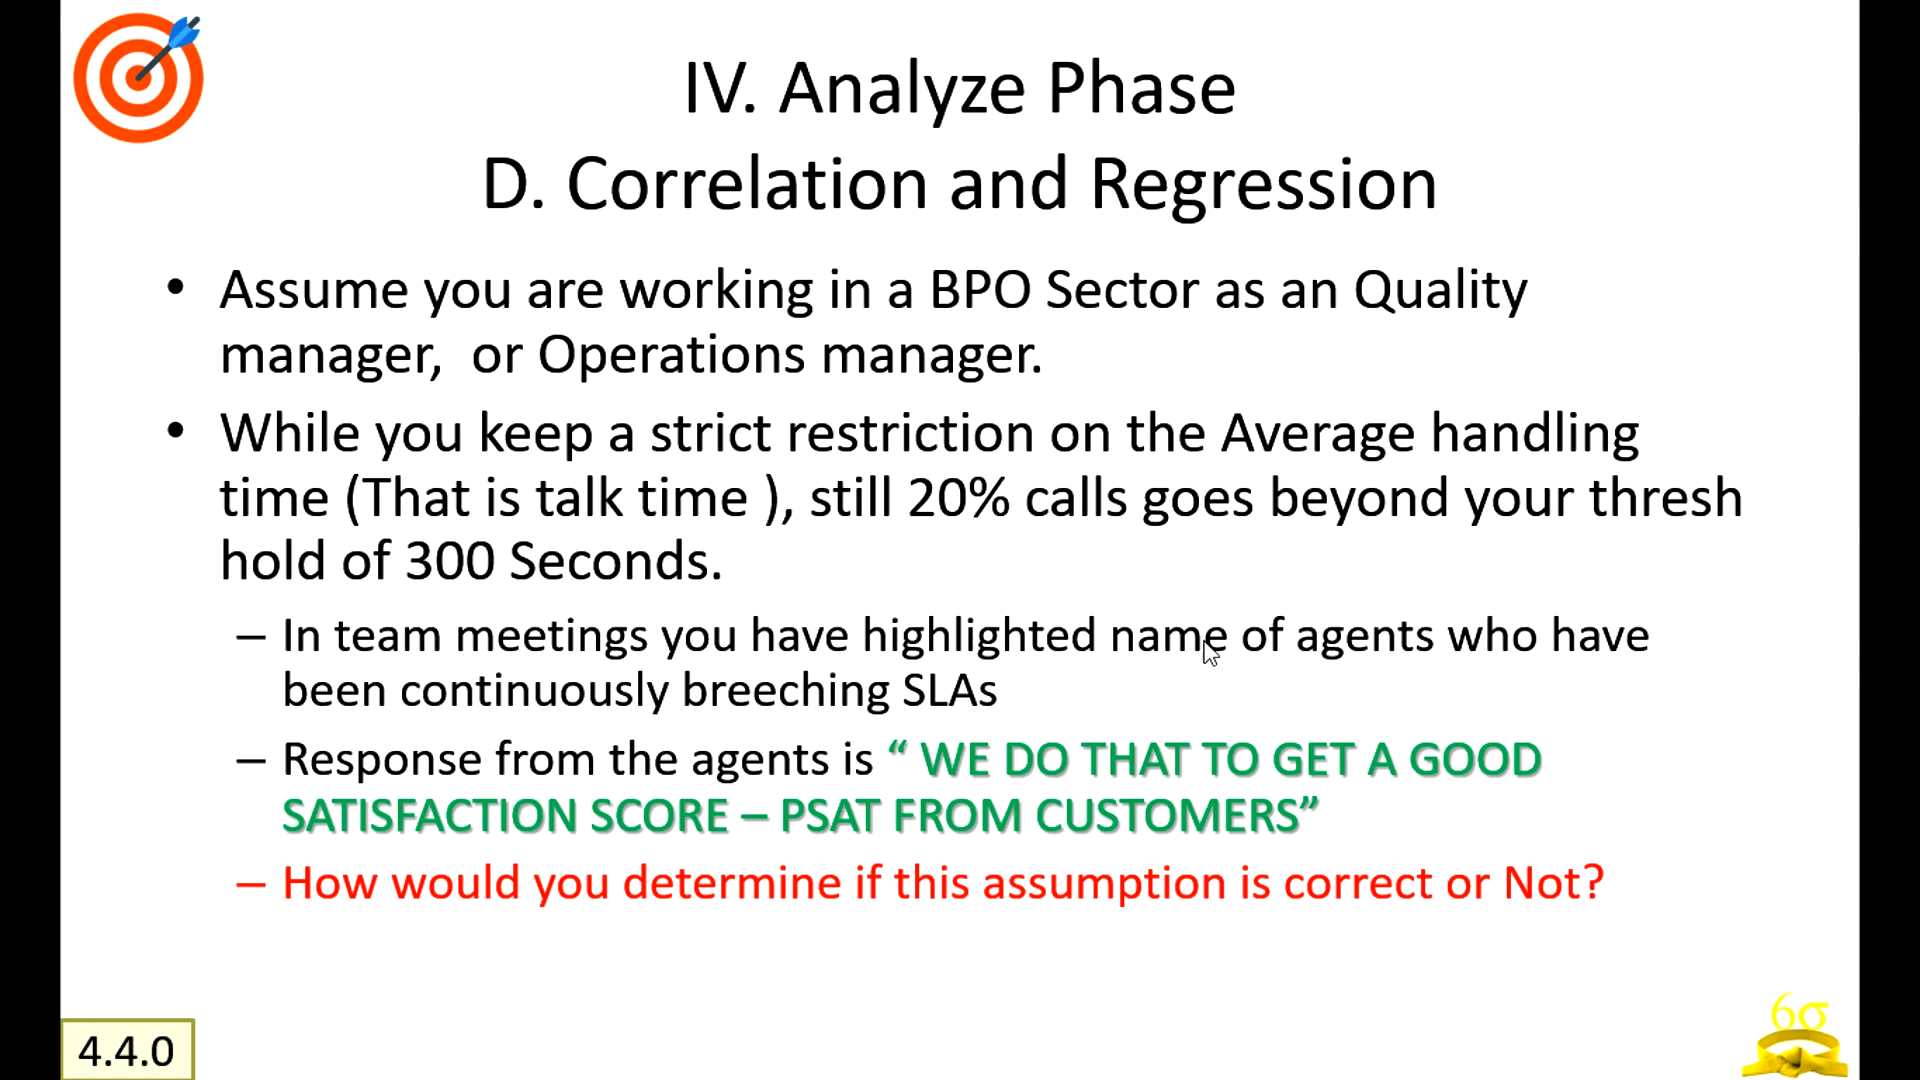 IV. Analyze Phase
D. Correlation and Regression
• Assume you are working in a BPO Sector as an Quality
manager,  or Operations manager.
• While you keep a strict restriction on the Average handling
time (That is talk time ), still 20% calls goes beyond your thresh
hold of 300 Seconds.
– In team meetings you have highlighted name of agents who have
been continuously breeching SLAs
– Response from the agents is “ WE DO THAT TO GET A GOOD
SATISFACTION SCORE – PSAT FROM CUSTOMERS”
– How would you determine if this assumption is correct or Not?
4.4.0
6σ